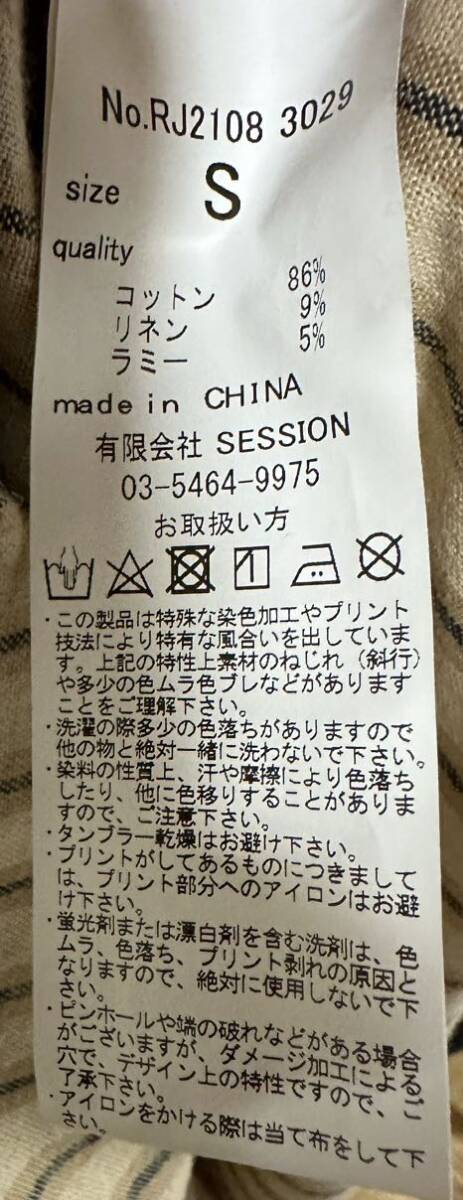 No.RJ2108 3029
size S
quality
コットン 86%
リネン 9%
ラミー 5%
made in CHINA
有限会社 SESSION
03-5464-9975
お取扱い方
・この製品は特殊な染色加工やプリント
技法により特有な風合いを出していま
す。上記の特性上素材のねじれ（斜行）
や多少の色ムラ色ブレなどがあります
ことをご理解下さい。
・洗濯の際多少の色落ちがありますので
他の物と絶対一緒に洗わないで下さい。
・染料の性質上、汗や摩擦により色落ち
したり、他に色移りすることがありま
すので、ご注意下さい。
・タンブラー乾燥はお避け下さい。
・プリントがしてあるものにつきまして
は、プリント部分へのアイロンはお避
け下さい。
・蛍光剤または漂白剤を含む洗剤は、色
ムラ、色落ち、プリント剥れの原因と
なりますので、絶対に使用しないで下
さい。
・ピンホールや端の破れなどがある場合
がございますが、ダメージ加工による
穴で、デザイン上の特性ですので、ご
了承下さい。
・アイロンをかける際は当て布をして下
さい。